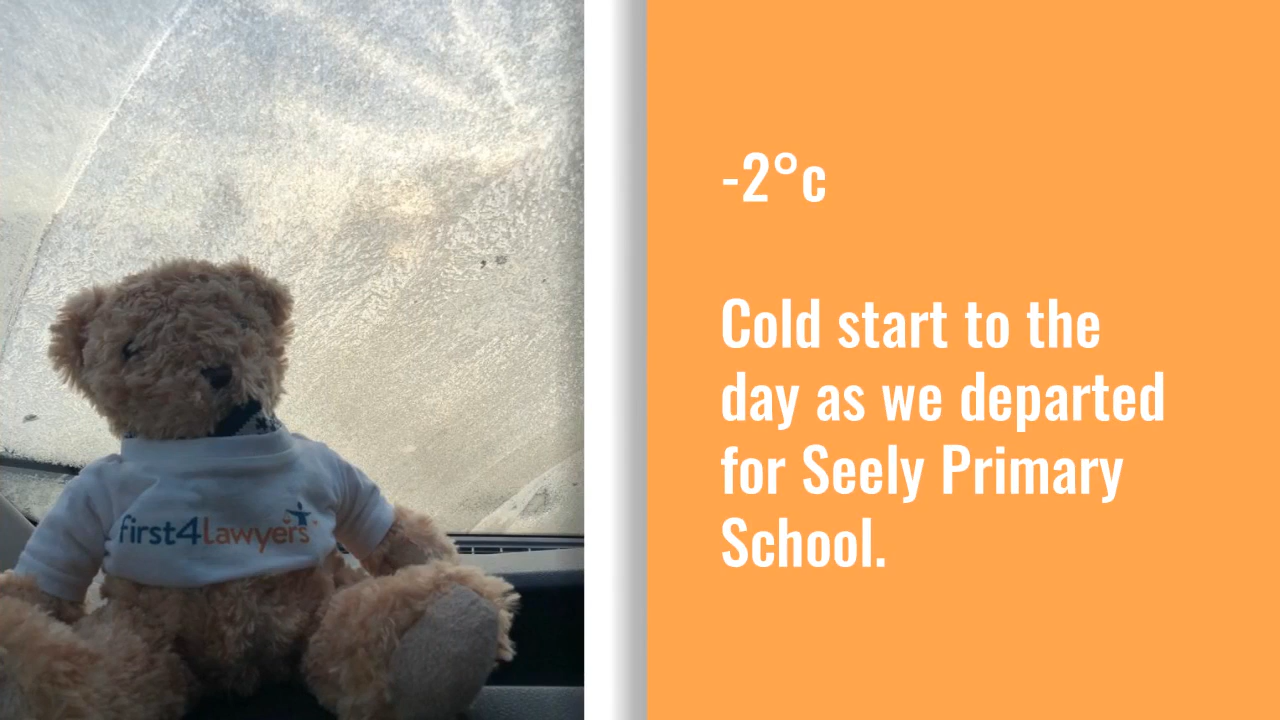 first4Lawyers
-2°c
Cold start to the
day as we departed
for Seely Primary
School.